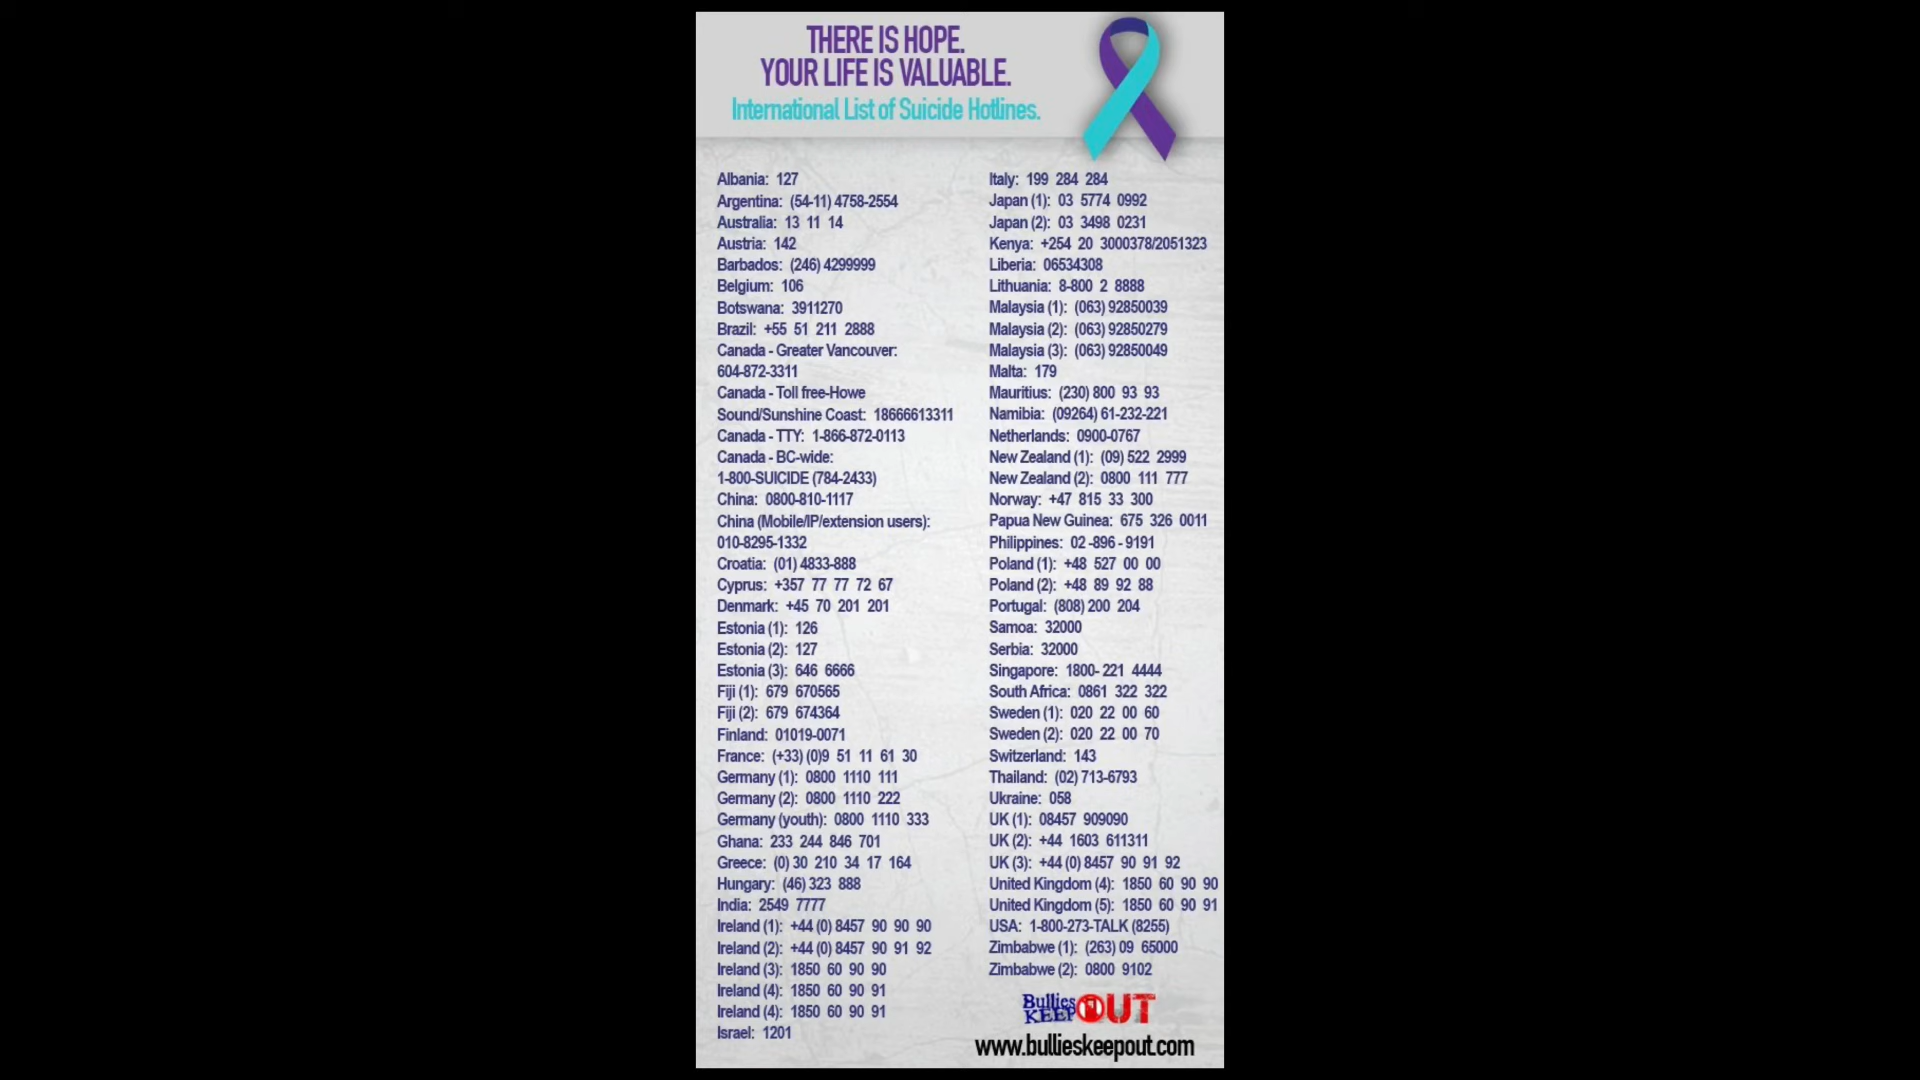 THERE IS HOPE.
YOUR LIFE IS VALUABLE.
International List of Suicide Hotlines.
Albania: 127
Argentina: (54-11) 4758-2554
Australia: 13 11 14
Austria: 142
Barbados: (246) 4299999
Belgium: 106
Botswana: 3911270
Brazil: +55 51 211 2888
Canada - Greater Vancouver:
604-872-3311
Canada - Toll free-Howe
Sound/Sunshine Coast: 18666613311
Canada - TTY: 1-866-872-0113
Canada - BC-wide:
1-800-SUICIDE (784-2433)
China: 0800-810-1117
China (Mobile/IP/extension users):
010-8295-1332
Croatia: (01) 4833-888
Cyprus: +357 77 77 72 67
Denmark: +45 70 201 201
Estonia (1): 126
Estonia (2): 127
Estonia (3): 646 6666
Fiji (1): 679 670565
Fiji (2): 679 674364
Finland: 01019-0071
France: (+33) (0)9 51 11 61 30
Germany (1): 0800 1110 111
Germany (2): 0800 1110 222
Germany (youth): 0800 1110 333
Ghana: 233 244 846 701
Greece: (0) 30 210 34 17 164
Hungary: (46) 323 888
India: 2549 7777
Ireland (1): +44 (0) 8457 90 90 90
Ireland (2): +44 (0) 8457 90 91 92
Ireland (3): 1850 60 90 90
Ireland (4): 1850 60 90 91
Ireland (4): 1850 60 90 91
Israel: 1201
Italy: 199 284 284
Japan (1): 03 5774 0992
Japan (2): 03 3498 0231
Kenya: +254 20 3000378/2051323
Liberia: 06534308
Lithuania: 8-800 2 8888
Malaysia (1): (063) 92850039
Malaysia (2): (063) 92850279
Malaysia (3): (063) 92850049
Malta: 179
Mauritius: (230) 800 93 93
Namibia: (09264) 61-232-221
Netherlands: 0900-0767
New Zealand (1): (09) 522 2999
New Zealand (2): 0800 111 777
Norway: +47 815 33 300
Papua New Guinea: 675 326 0011
Philippines: 02 -896 - 9191
Poland (1): +48 527 00 00
Poland (2): +48 89 92 88
Portugal: (808) 200 204
Samoa: 32000
Serbia: 32000
Singapore: 1800- 221 4444
South Africa: 0861 322 322
Sweden (1): 020 22 00 60
Sweden (2): 020 22 00 70
Switzerland: 143
Thailand: (02) 713-6793
Ukraine: 058
UK (1): 08457 909090
UK (2): +44 1603 611311
UK (3): +44 (0) 8457 90 91 92
United Kingdom (4): 1850 60 90 90
United Kingdom (5): 1850 60 90 91
USA: 1-800-273-TALK (8255)
Zimbabwe (1): (263) 09 65000
Zimbabwe (2): 0800 9102
Bullies
KEEP OUT
www.bullieskeepout.com